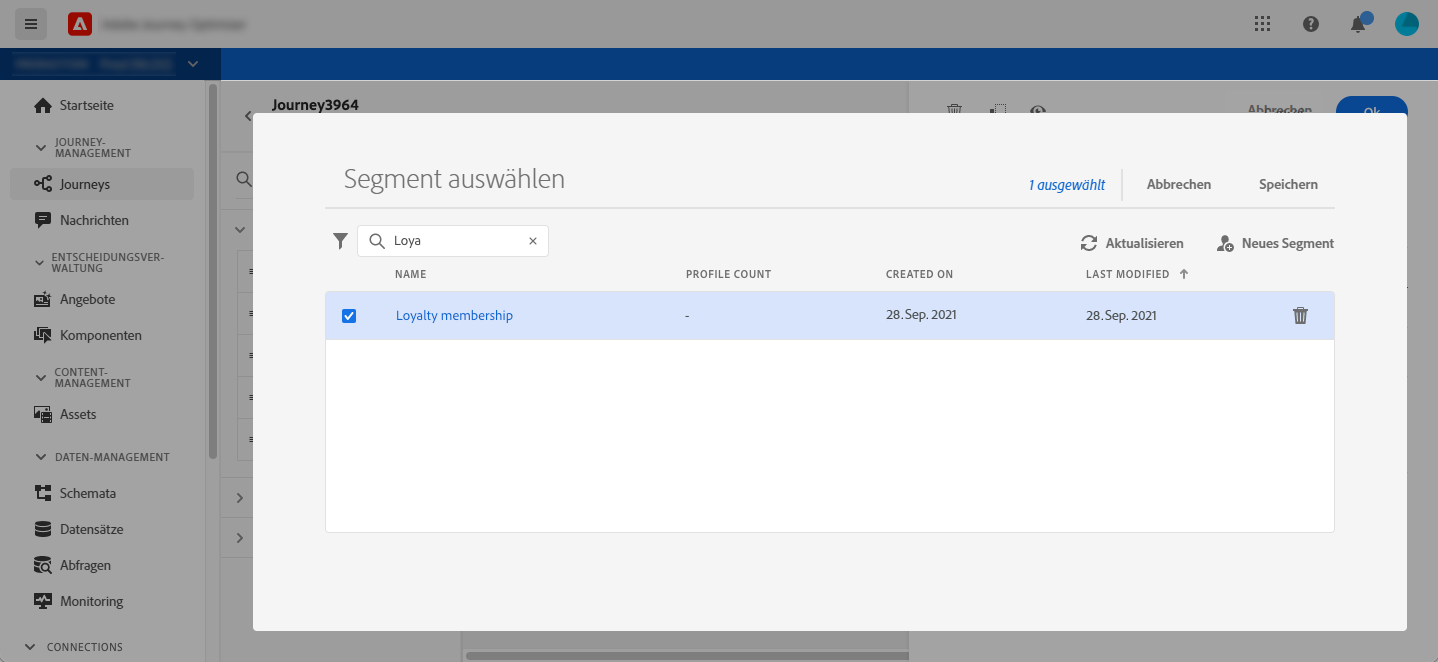 Startseite
JOURNEY-
MANAGEMENT
Journeys
Nachrichten
ENTSCHEIDUNGSVER-
WALTUNG
Angebote
Komponenten
CONTENT-
MANAGEMENT
Assets
DATEN-MANAGEMENT
Schemata
Datensätze
Abfragen
Monitoring
CONNECTIONS
Journey3964
Abbrechen
Ok
Segment auswählen
1 ausgewählt
Abbrechen
Speichern
Loya
Aktualisieren
Neues Segment
NAME PROFILE COUNT CREATED ON LAST MODIFIED
Loyalty membership - 28. Sep. 2021 28. Sep. 2021